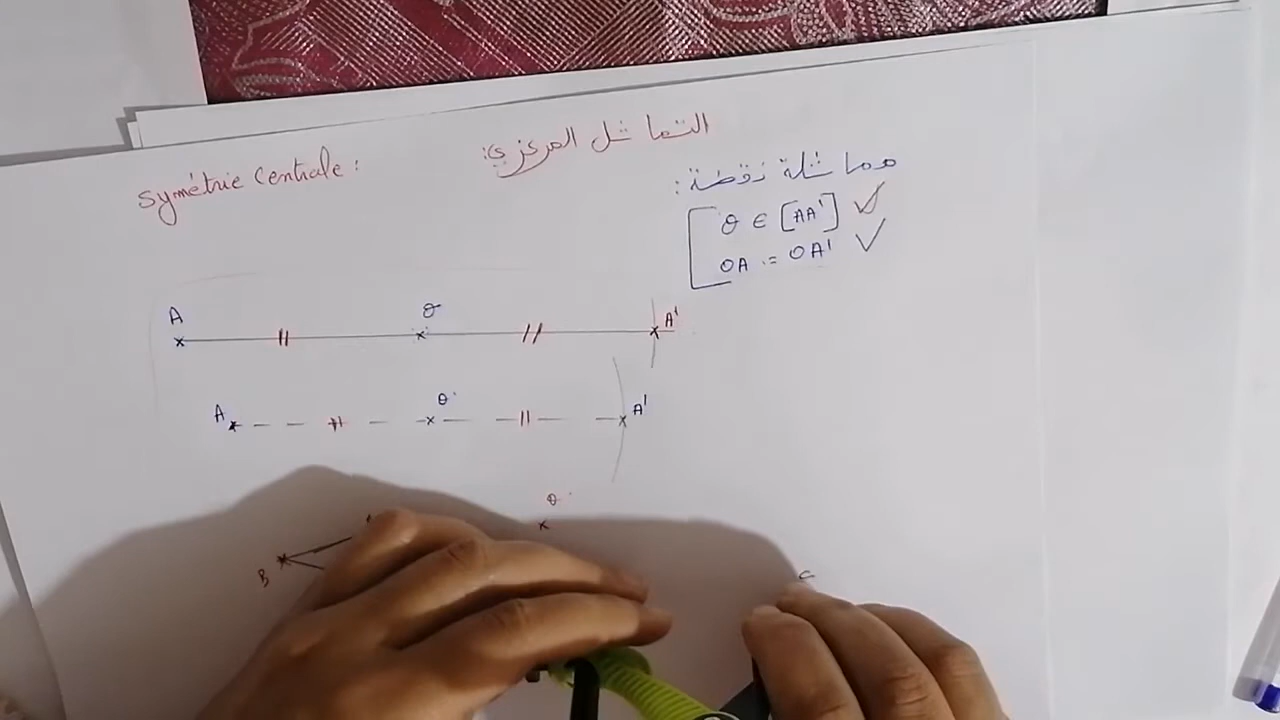 Symétrie Centrale :
التماثل المركزي:
مماثلة نقطة :
O ∈ [AA'] ✓
OA = OA' ✓
A O A'
A O A'
O
B